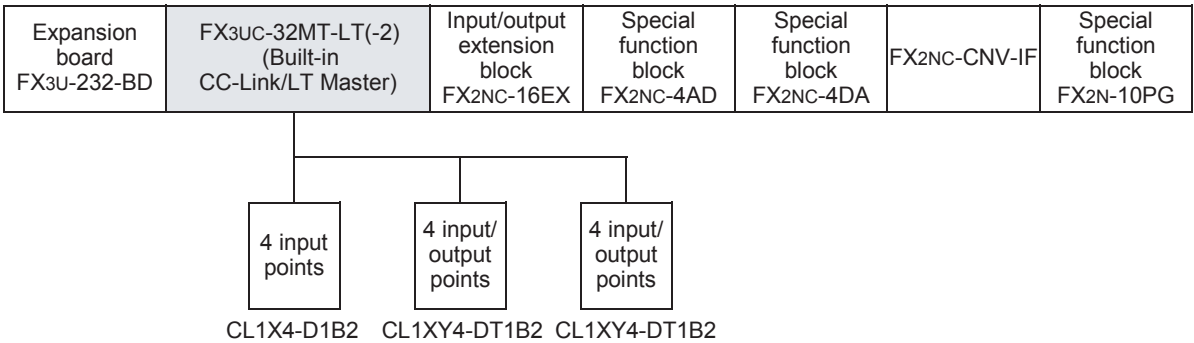 Expansion
board
FX3U-232-BD
FX3UC-32MT-LT(-2)
(Built-in
CC-Link/LT Master)
Input/output
extension
block
FX2NC-16EX
Special
function
block
FX2NC-4AD
Special
function
block
FX2NC-4DA
FX2NC-CNV-IF
Special
function
block
FX2N-10PG
4 input
points
4 input/
output
points
4 input/
output
points
CL1X4-D1B2
CL1XY4-DT1B2
CL1XY4-DT1B2